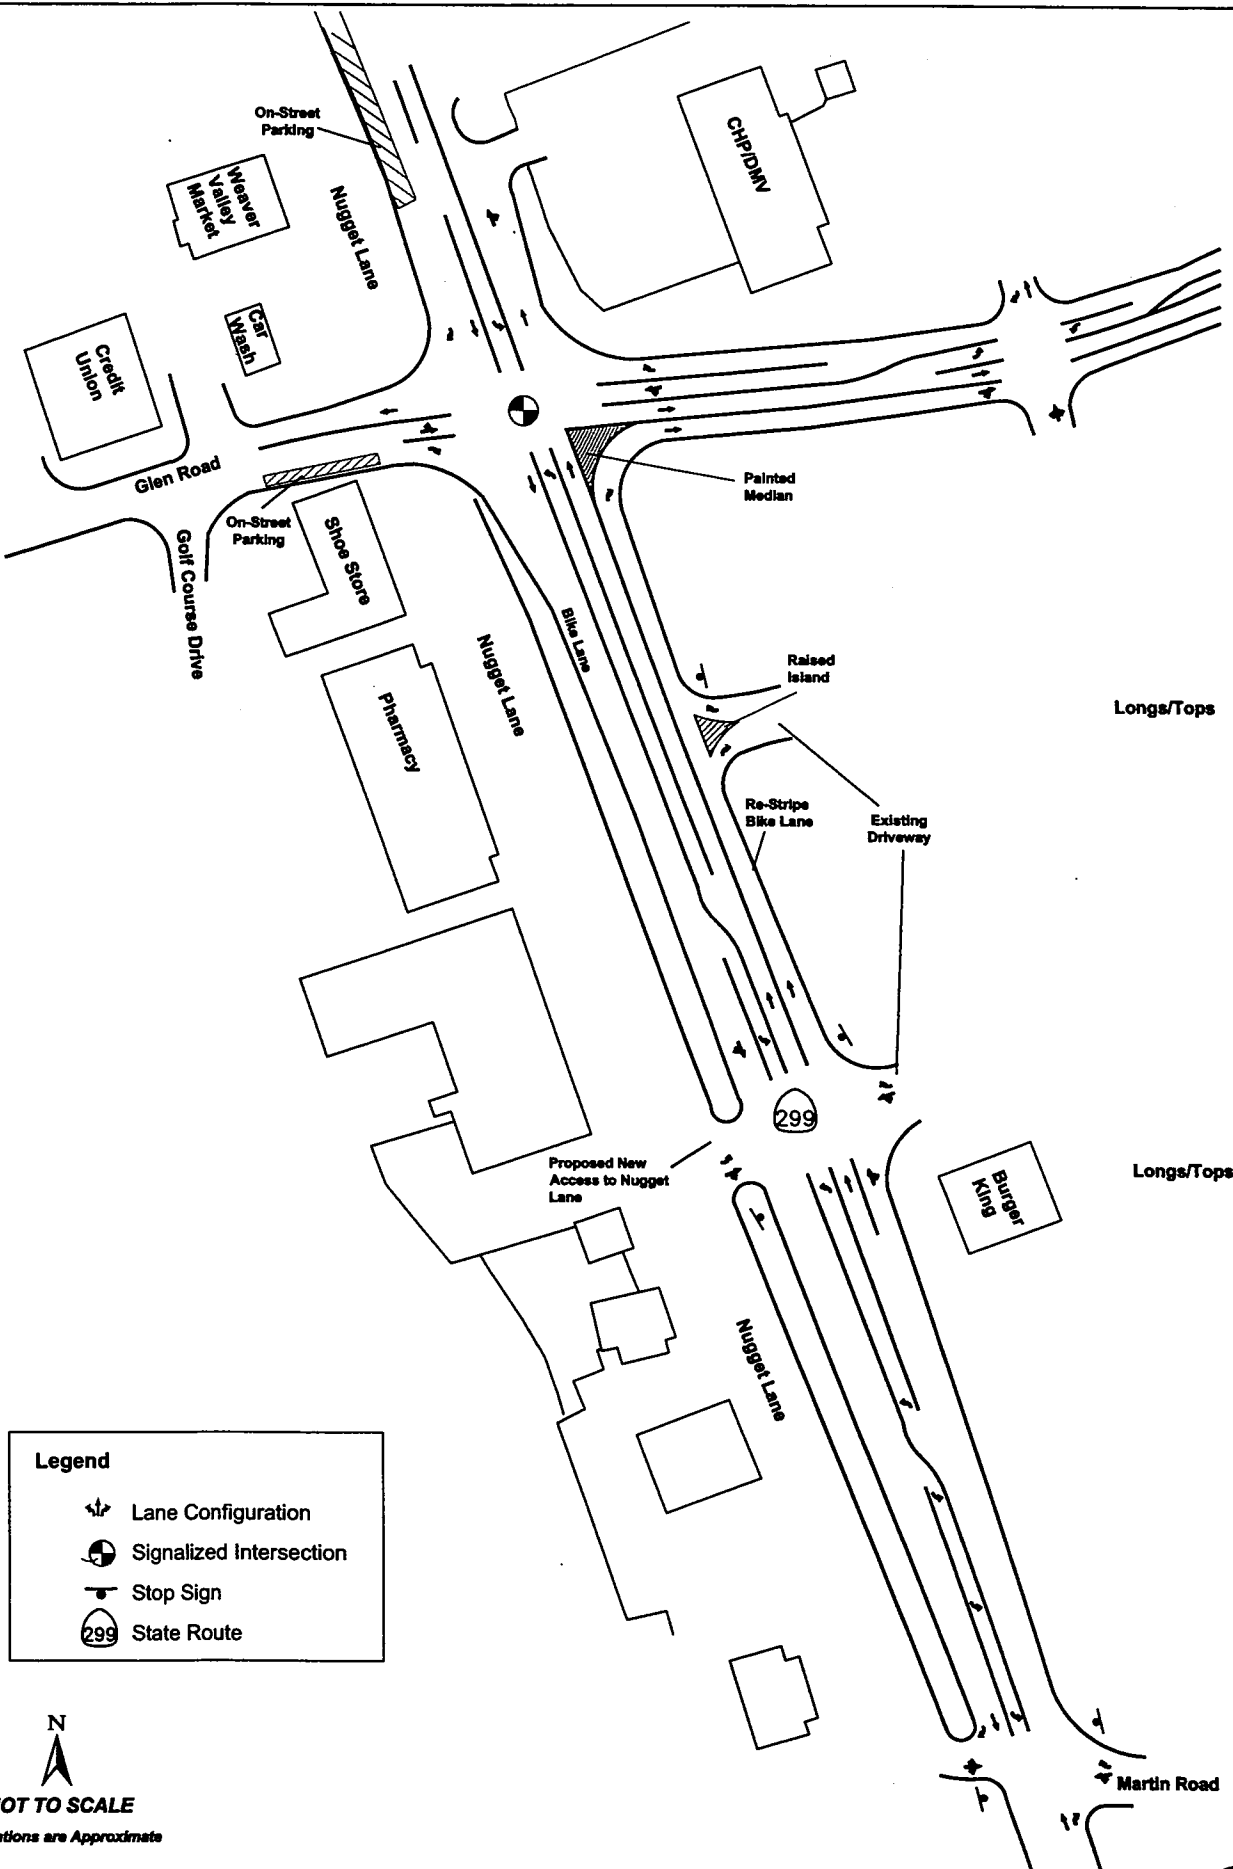 On-Street
Parking
CHP/DMV
Weaver
Valley
Market
Nugget Lane
Car
Wash
Credit
Union
Glen Road
Painted
Median
On-Street
Parking
Shoe Store
Golf Course Drive
Bike Lane
Nugget Lane
Raised
Island
Longs/Tops
Pharmacy
Re-Stripe
Bike Lane
Existing
Driveway
299
Proposed New
Access to Nugget
Lane
Burger
King
Longs/Tops
Nugget Lane
Legend
Lane Configuration
Signalized Intersection
Stop Sign
299 State Route
N
OT TO SCALE
ations are Approximate
Martin Road